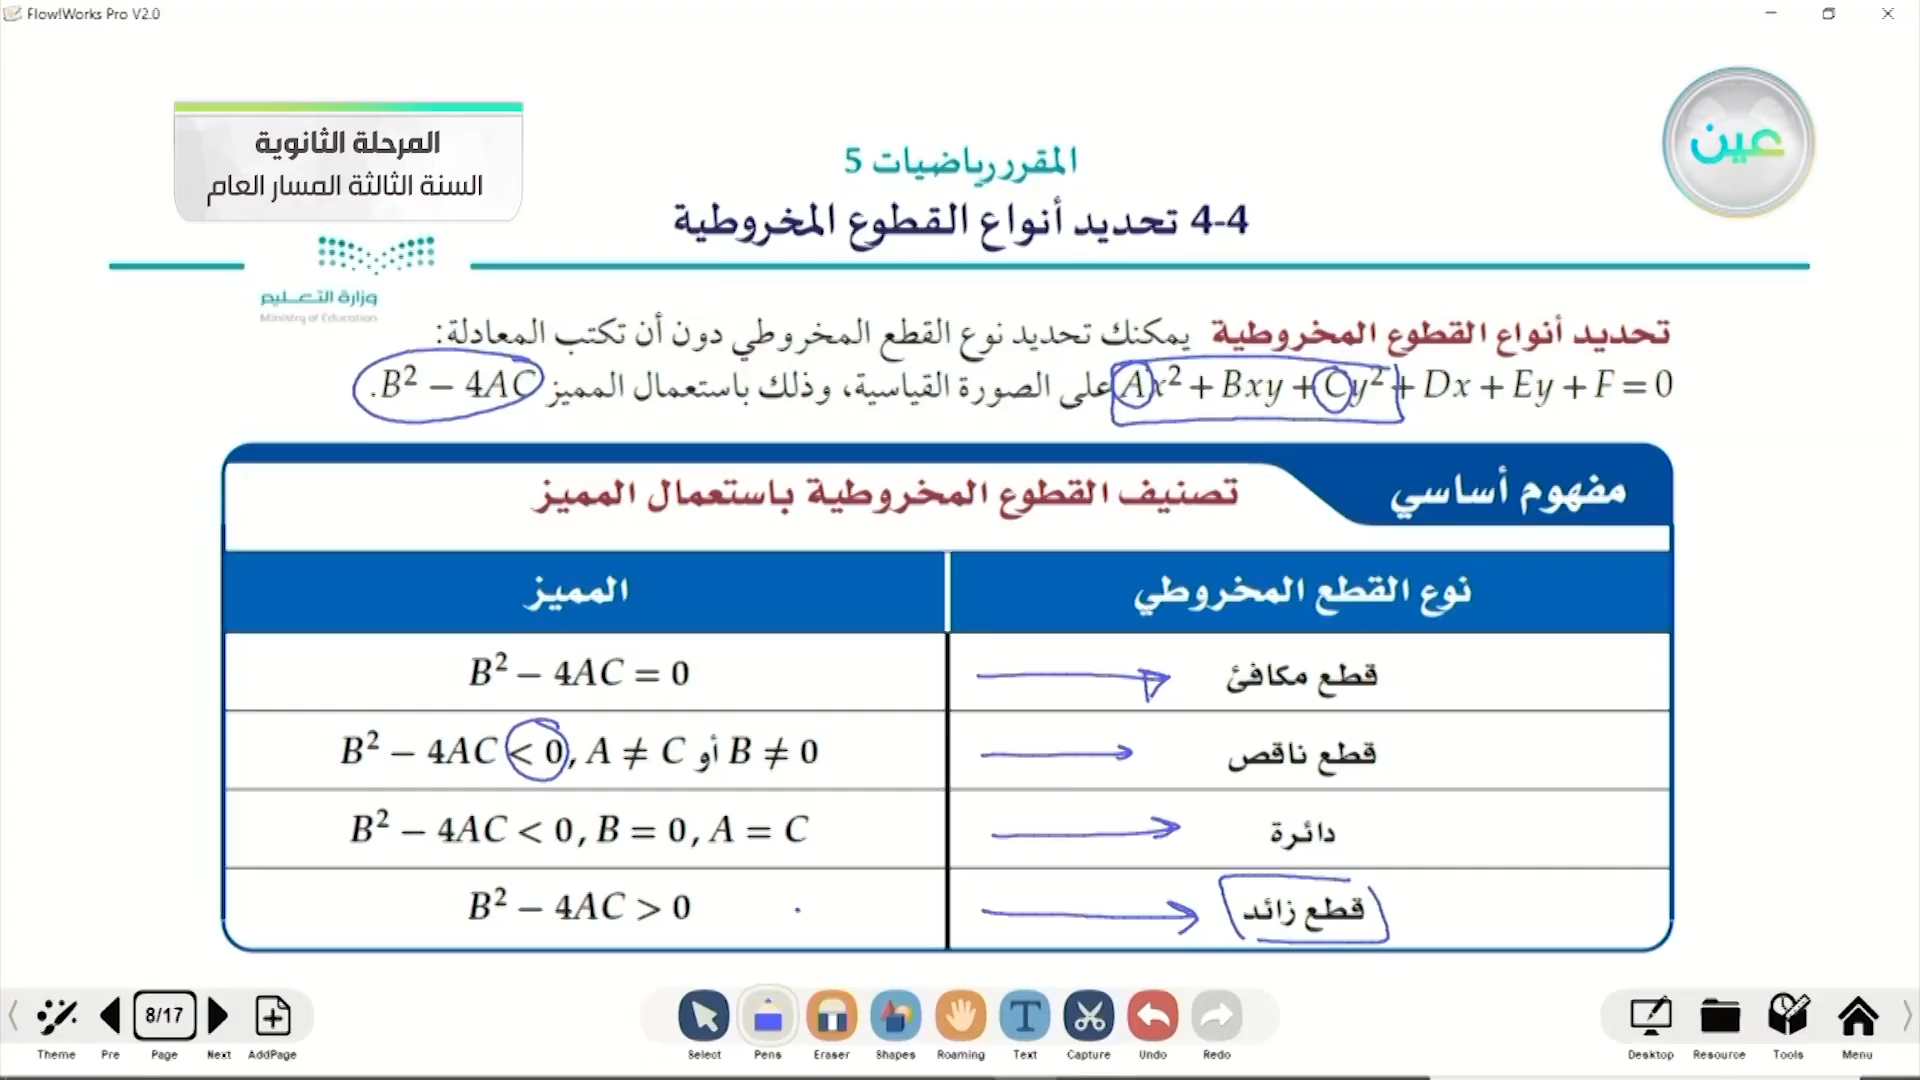 Flow!Works Pro V2.0
المرحلة الثانوية
السنة الثالثة المسار العام
عين
المقرر رياضيات 5
4-4 تحديد أنواع القطوع المخروطية
وزارة التعليم
Ministry of Education
تحديد أنواع القطوع المخروطية يمكنك تحديد نوع القطع المخروطي دون أن تكتب المعادلة:
Ax² + Bxy + Cy² + Dx + Ey + F = 0 على الصورة القياسية، وذلك باستعمال المميز B² − 4AC.
مفهوم أساسي
تصنيف القطوع المخروطية باستعمال المميز
نوع القطع المخروطي المميز
قطع مكافئ B² − 4AC = 0
قطع ناقص B² − 4AC < 0, A ≠ C أو B ≠ 0
دائرة B² − 4AC < 0, B = 0, A = C
قطع زائد B² − 4AC > 0
8/17
Theme Pre Page Next AddPage Select Pens Eraser Shapes Roaming Text Capture Undo Redo Desktop Resource Tools Menu